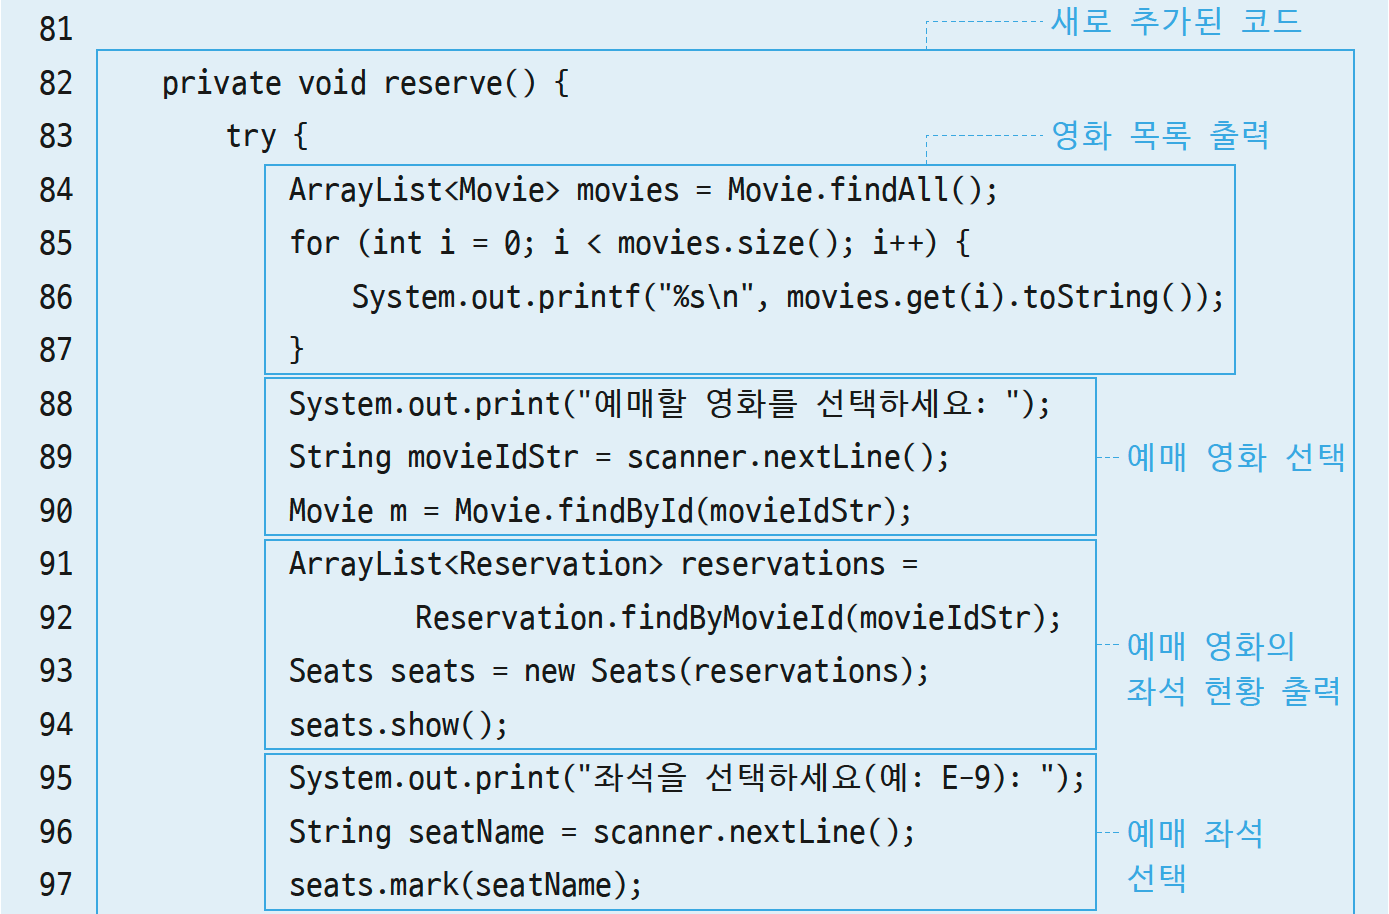 81
새로 추가된 코드
82 private void reserve() {
83 try {
영화 목록 출력
84 ArrayList<Movie> movies = Movie.findAll();
85 for (int i = 0; i < movies.size(); i++) {
86 System.out.printf("%s\n", movies.get(i).toString());
87 }
88 System.out.print("예매할 영화를 선택하세요: ");
89 String movieIdStr = scanner.nextLine();
예매 영화 선택
90 Movie m = Movie.findById(movieIdStr);
91 ArrayList<Reservation> reservations =
92 Reservation.findByMovieId(movieIdStr);
예매 영화의
93 Seats seats = new Seats(reservations);
좌석 현황 출력
94 seats.show();
95 System.out.print("좌석을 선택하세요(예: E-9): ");
96 String seatName = scanner.nextLine();
예매 좌석
97 seats.mark(seatName);
선택